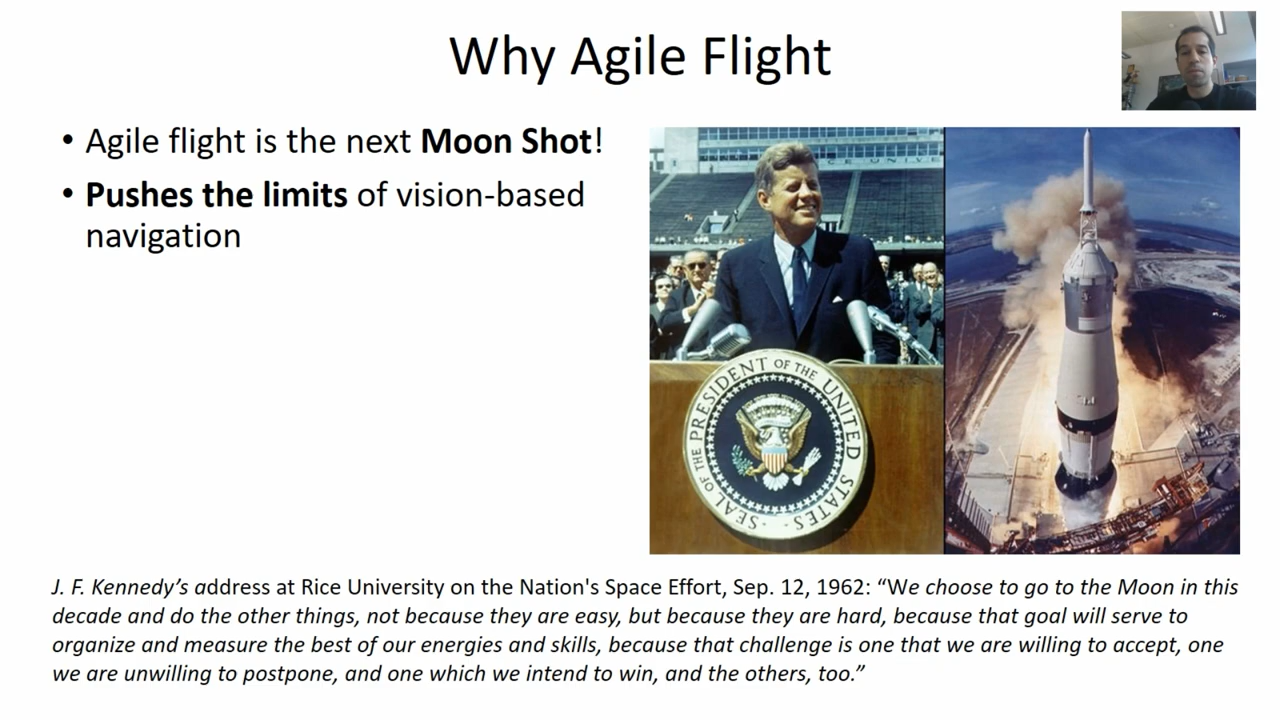 Why Agile Flight
• Agile flight is the next Moon Shot!
• Pushes the limits of vision-based
navigation
SEAL OF THE PRESIDENT OF THE UNITED STATES
J. F. Kennedy’s address at Rice University on the Nation's Space Effort, Sep. 12, 1962: “We choose to go to the Moon in this
decade and do the other things, not because they are easy, but because they are hard, because that goal will serve to
organize and measure the best of our energies and skills, because that challenge is one that we are willing to accept, one
we are unwilling to postpone, and one which we intend to win, and the others, too.”